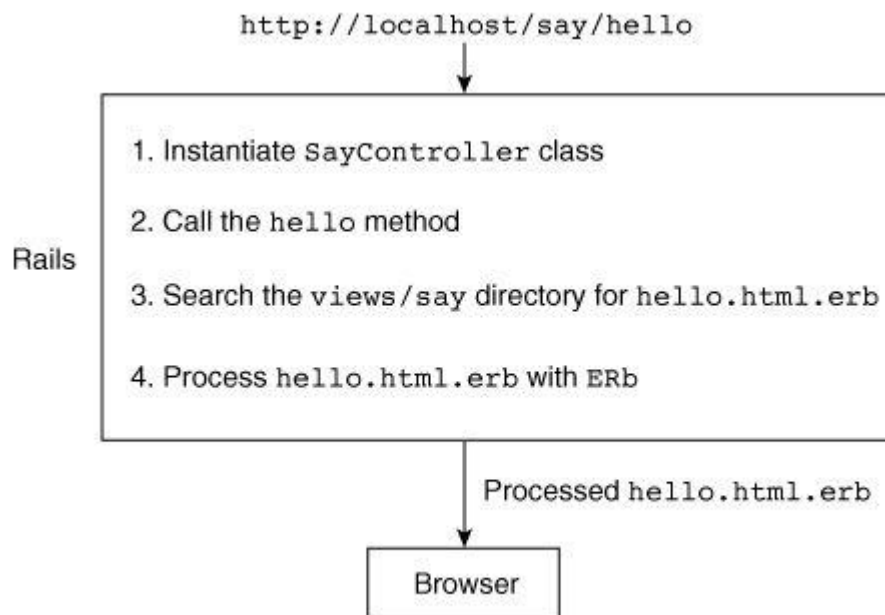 http://localhost/say/hello
1. Instantiate SayController class
2. Call the hello method
Rails
3. Search the views/say directory for hello.html.erb
4. Process hello.html.erb with ERb
Processed hello.html.erb
Browser